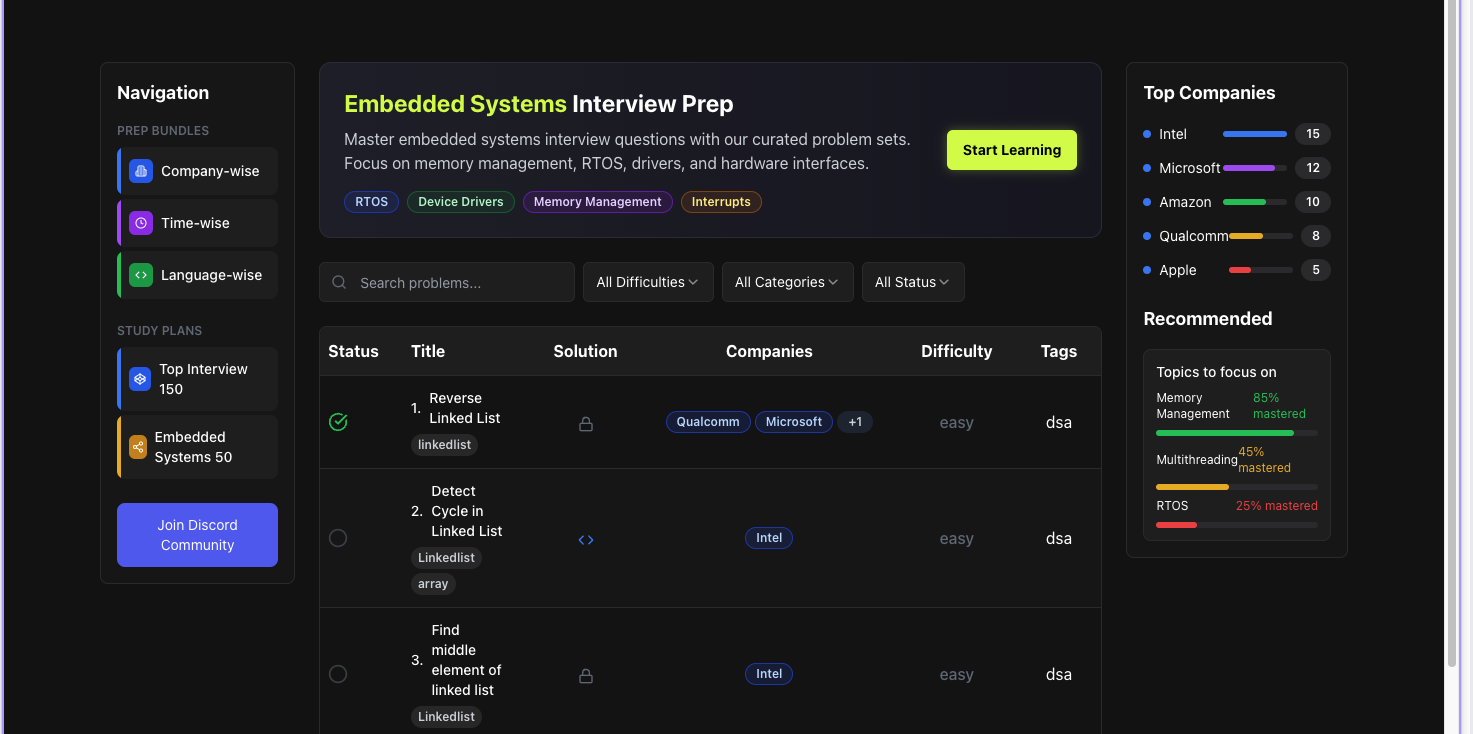 Navigation
PREP BUNDLES
Company-wise
Time-wise
Language-wise
STUDY PLANS
Top Interview
150
Embedded
Systems 50
Join Discord
Community
Embedded Systems Interview Prep
Master embedded systems interview questions with our curated problem sets.
Focus on memory management, RTOS, drivers, and hardware interfaces.
RTOS Device Drivers Memory Management Interrupts
Start Learning
Search problems... All Difficulties All Categories All Status
Status Title Solution Companies Difficulty Tags
1. Reverse
Linked List
linkedlist
Qualcomm Microsoft +1 easy dsa
2. Detect
Cycle in
Linked List
Linkedlist
array
Intel easy dsa
3. Find
middle
element of
linked list
Linkedlist
Intel easy dsa
Top Companies
Intel 15
Microsoft 12
Amazon 10
Qualcomm 8
Apple 5
Recommended
Topics to focus on
Memory
Management
85%
mastered
Multithreading
45%
mastered
RTOS 25% mastered